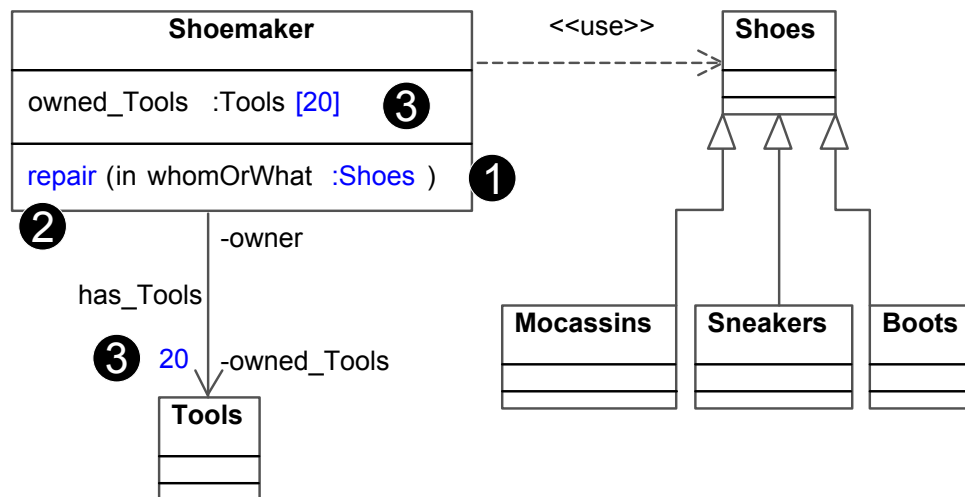 Shoemaker
<<use>>
Shoes
owned_Tools :Tools [20] 3
repair (in whomOrWhat :Shoes ) 1
2
-owner
has_Tools
3 20 -owned_Tools
Mocassins
Sneakers
Boots
Tools